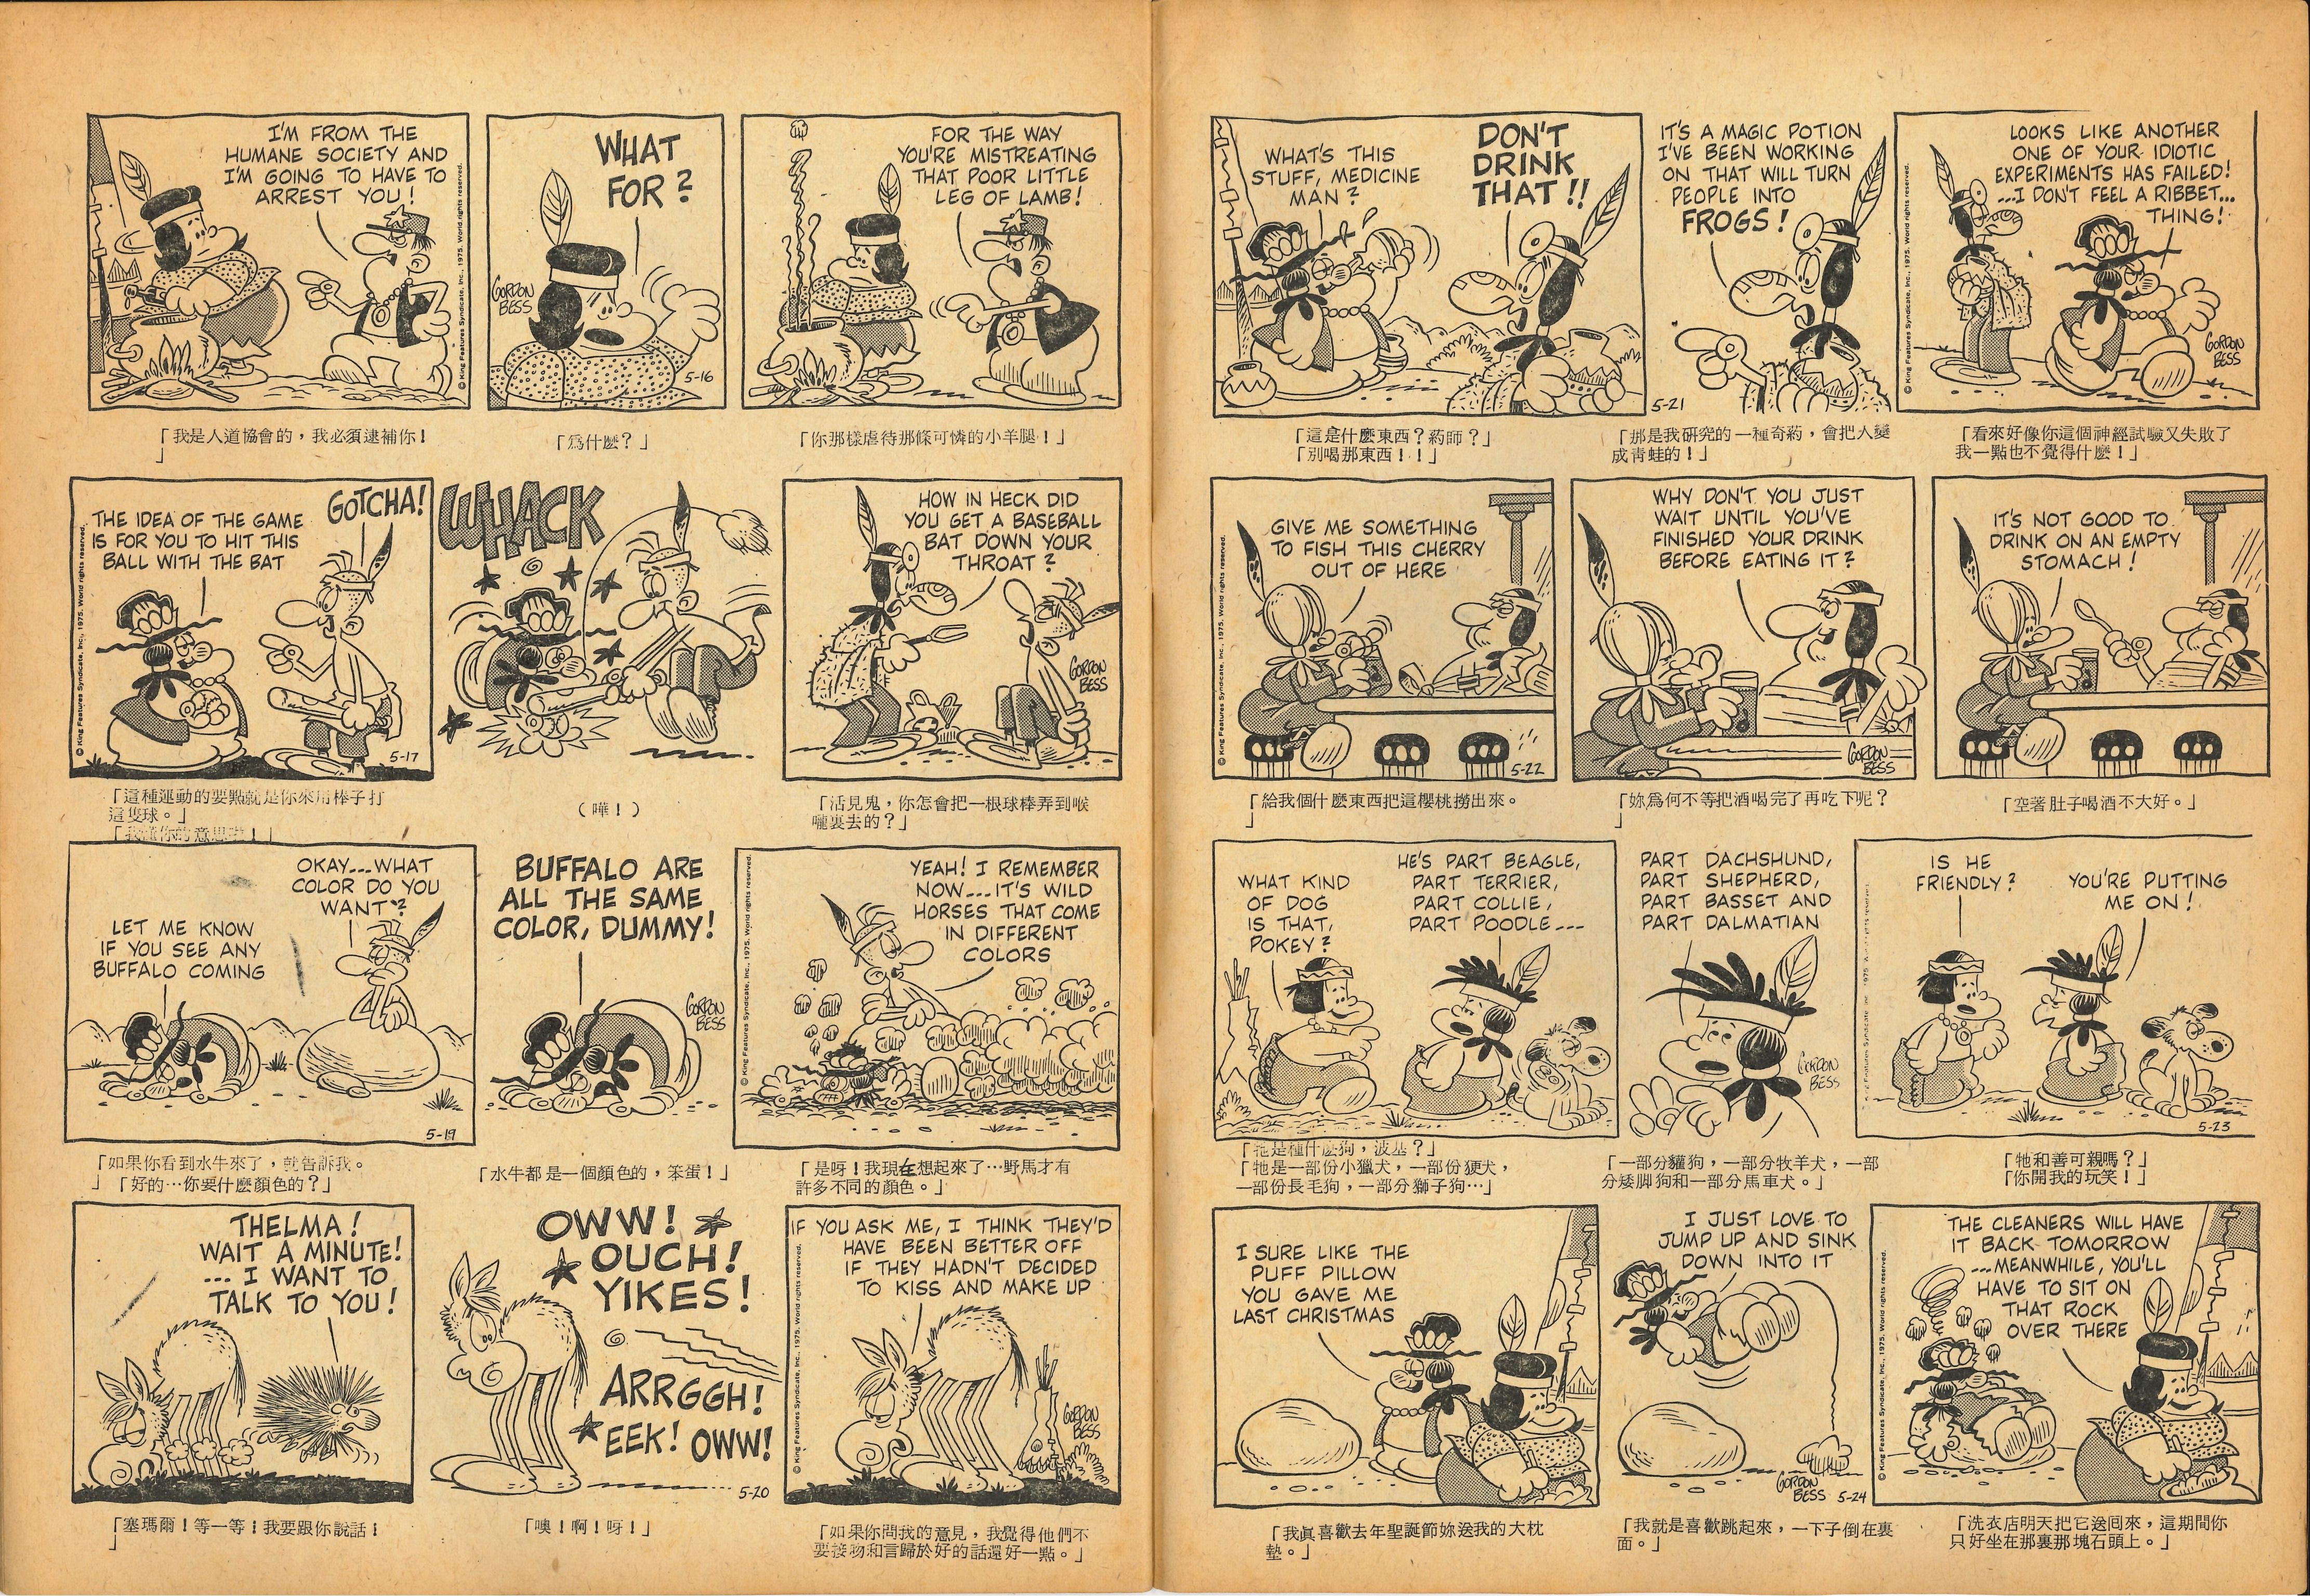 I'M FROM THE
HUMANE SOCIETY AND
I'M GOING TO HAVE TO
ARREST YOU!
© King Features Syndicate, Inc., 1975. World rights reserved.
WHAT
FOR?
GORDON
BESS
5-16
FOR THE WAY
YOU'RE MISTREATING
THAT POOR LITTLE
LEG OF LAMB!
「我是人道協會的，我必須逮補你！
」
「爲什麽？」
「你那樣虐待那條可憐的小羊腿！」
THE IDEA OF THE GAME
IS FOR YOU TO HIT THIS
BALL WITH THE BAT
GOTCHA!
© King Features Syndicate, Inc., 1975. World rights reserved.
5-17
WHACK
HOW IN HECK DID
YOU GET A BASEBALL
BAT DOWN YOUR
THROAT?
GORDON
BESS
「這種運動的要點就是你來用棒子打
這隻球。」
「我懂你的意思啦！」
（嘩！）
「活見鬼，你怎會把一根球棒弄到喉
嚨裏去的？」
LET ME KNOW
IF YOU SEE ANY
BUFFALO COMING
OKAY...WHAT
COLOR DO YOU
WANT?
5-19
BUFFALO ARE
ALL THE SAME
COLOR, DUMMY!
GORDON
BESS
YEAH! I REMEMBER
NOW...IT'S WILD
HORSES THAT COME
IN DIFFERENT
COLORS
© King Features Syndicate, Inc., 1975. World rights reserved.
「如果你看到水牛來了，就告訴我。
」「好的…你要什麽顏色的？」
「水牛都是一個顏色的，笨蛋！」
「是呀！我現在想起來了…野馬才有
許多不同的顏色。」
THELMA!
WAIT A MINUTE!
...I WANT TO
TALK TO YOU!
OWW!
OUCH!
YIKES!
ARRGGH!
EEK! OWW!
5-20
IF YOU ASK ME, I THINK THEY'D
HAVE BEEN BETTER OFF
IF THEY HADN'T DECIDED
TO KISS AND MAKE UP
© King Features Syndicate, Inc., 1975. World rights reserved.
GORDON
BESS
「塞瑪爾！等一等！我要跟你說話！
」
「噢！啊！呀！」
「如果你問我的意見，我覺得他們不
要接吻和言歸於好的話還好一點。」
WHAT'S THIS
STUFF, MEDICINE
MAN?
DON'T
DRINK
THAT!!
5-21
IT'S A MAGIC POTION
I'VE BEEN WORKING
ON THAT WILL TURN
PEOPLE INTO
FROGS!
LOOKS LIKE ANOTHER
ONE OF YOUR IDIOTIC
EXPERIMENTS HAS FAILED!
...I DON'T FEEL A RIBBET...
THING!
© King Features Syndicate, Inc., 1975. World rights reserved.
GORDON
BESS
「這是什麽東西？葯師？」
「別喝那東西！！」
「那是我研究的一種奇葯，會把人變
成青蛙的！」
「看來好像你這個神經試驗又失敗了
我一點也不覺得什麽！」
GIVE ME SOMETHING
TO FISH THIS CHERRY
OUT OF HERE
© King Features Syndicate, Inc., 1975. World rights reserved.
5-22
WHY DON'T YOU JUST
WAIT UNTIL YOU'VE
FINISHED YOUR DRINK
BEFORE EATING IT?
GORDON
BESS
IT'S NOT GOOD TO
DRINK ON AN EMPTY
STOMACH!
「給我個什麽東西把這櫻桃撈出來。
」
「妳爲何不等把酒喝完了再吃下呢？
」
「空著肚子喝酒不大好。」
WHAT KIND
OF DOG
IS THAT,
POKEY?
HE'S PART BEAGLE,
PART TERRIER,
PART COLLIE,
PART POODLE...
PART DACHSHUND,
PART SHEPHERD,
PART BASSET AND
PART DALMATIAN
GORDON
BESS
IS HE
FRIENDLY?
YOU'RE PUTTING
ME ON!
5-23
「牠是種什麽狗，波基？」
「牠是一部份小獵犬，一部份㹴犬，
一部份長毛狗，一部分獅子狗…」
「一部分獾狗，一部分牧羊犬，一部
分矮脚狗和一部分馬車犬。」
「牠和善可親嗎？」
「你開我的玩笑！」
I SURE LIKE THE
PUFF PILLOW
YOU GAVE ME
LAST CHRISTMAS
I JUST LOVE TO
JUMP UP AND SINK
DOWN INTO IT
GORDON
BESS 5-24
THE CLEANERS WILL HAVE
IT BACK TOMORROW
...MEANWHILE, YOU'LL
HAVE TO SIT ON
THAT ROCK
OVER THERE
© King Features Syndicate, Inc., 1975. World rights reserved.
「我眞喜歡去年聖誕節妳送我的大枕
墊。」
「我就是喜歡跳起來，一下子倒在裏
面。」
「洗衣店明天把它送囘來，這期間你
只好坐在那裏那塊石頭上。」